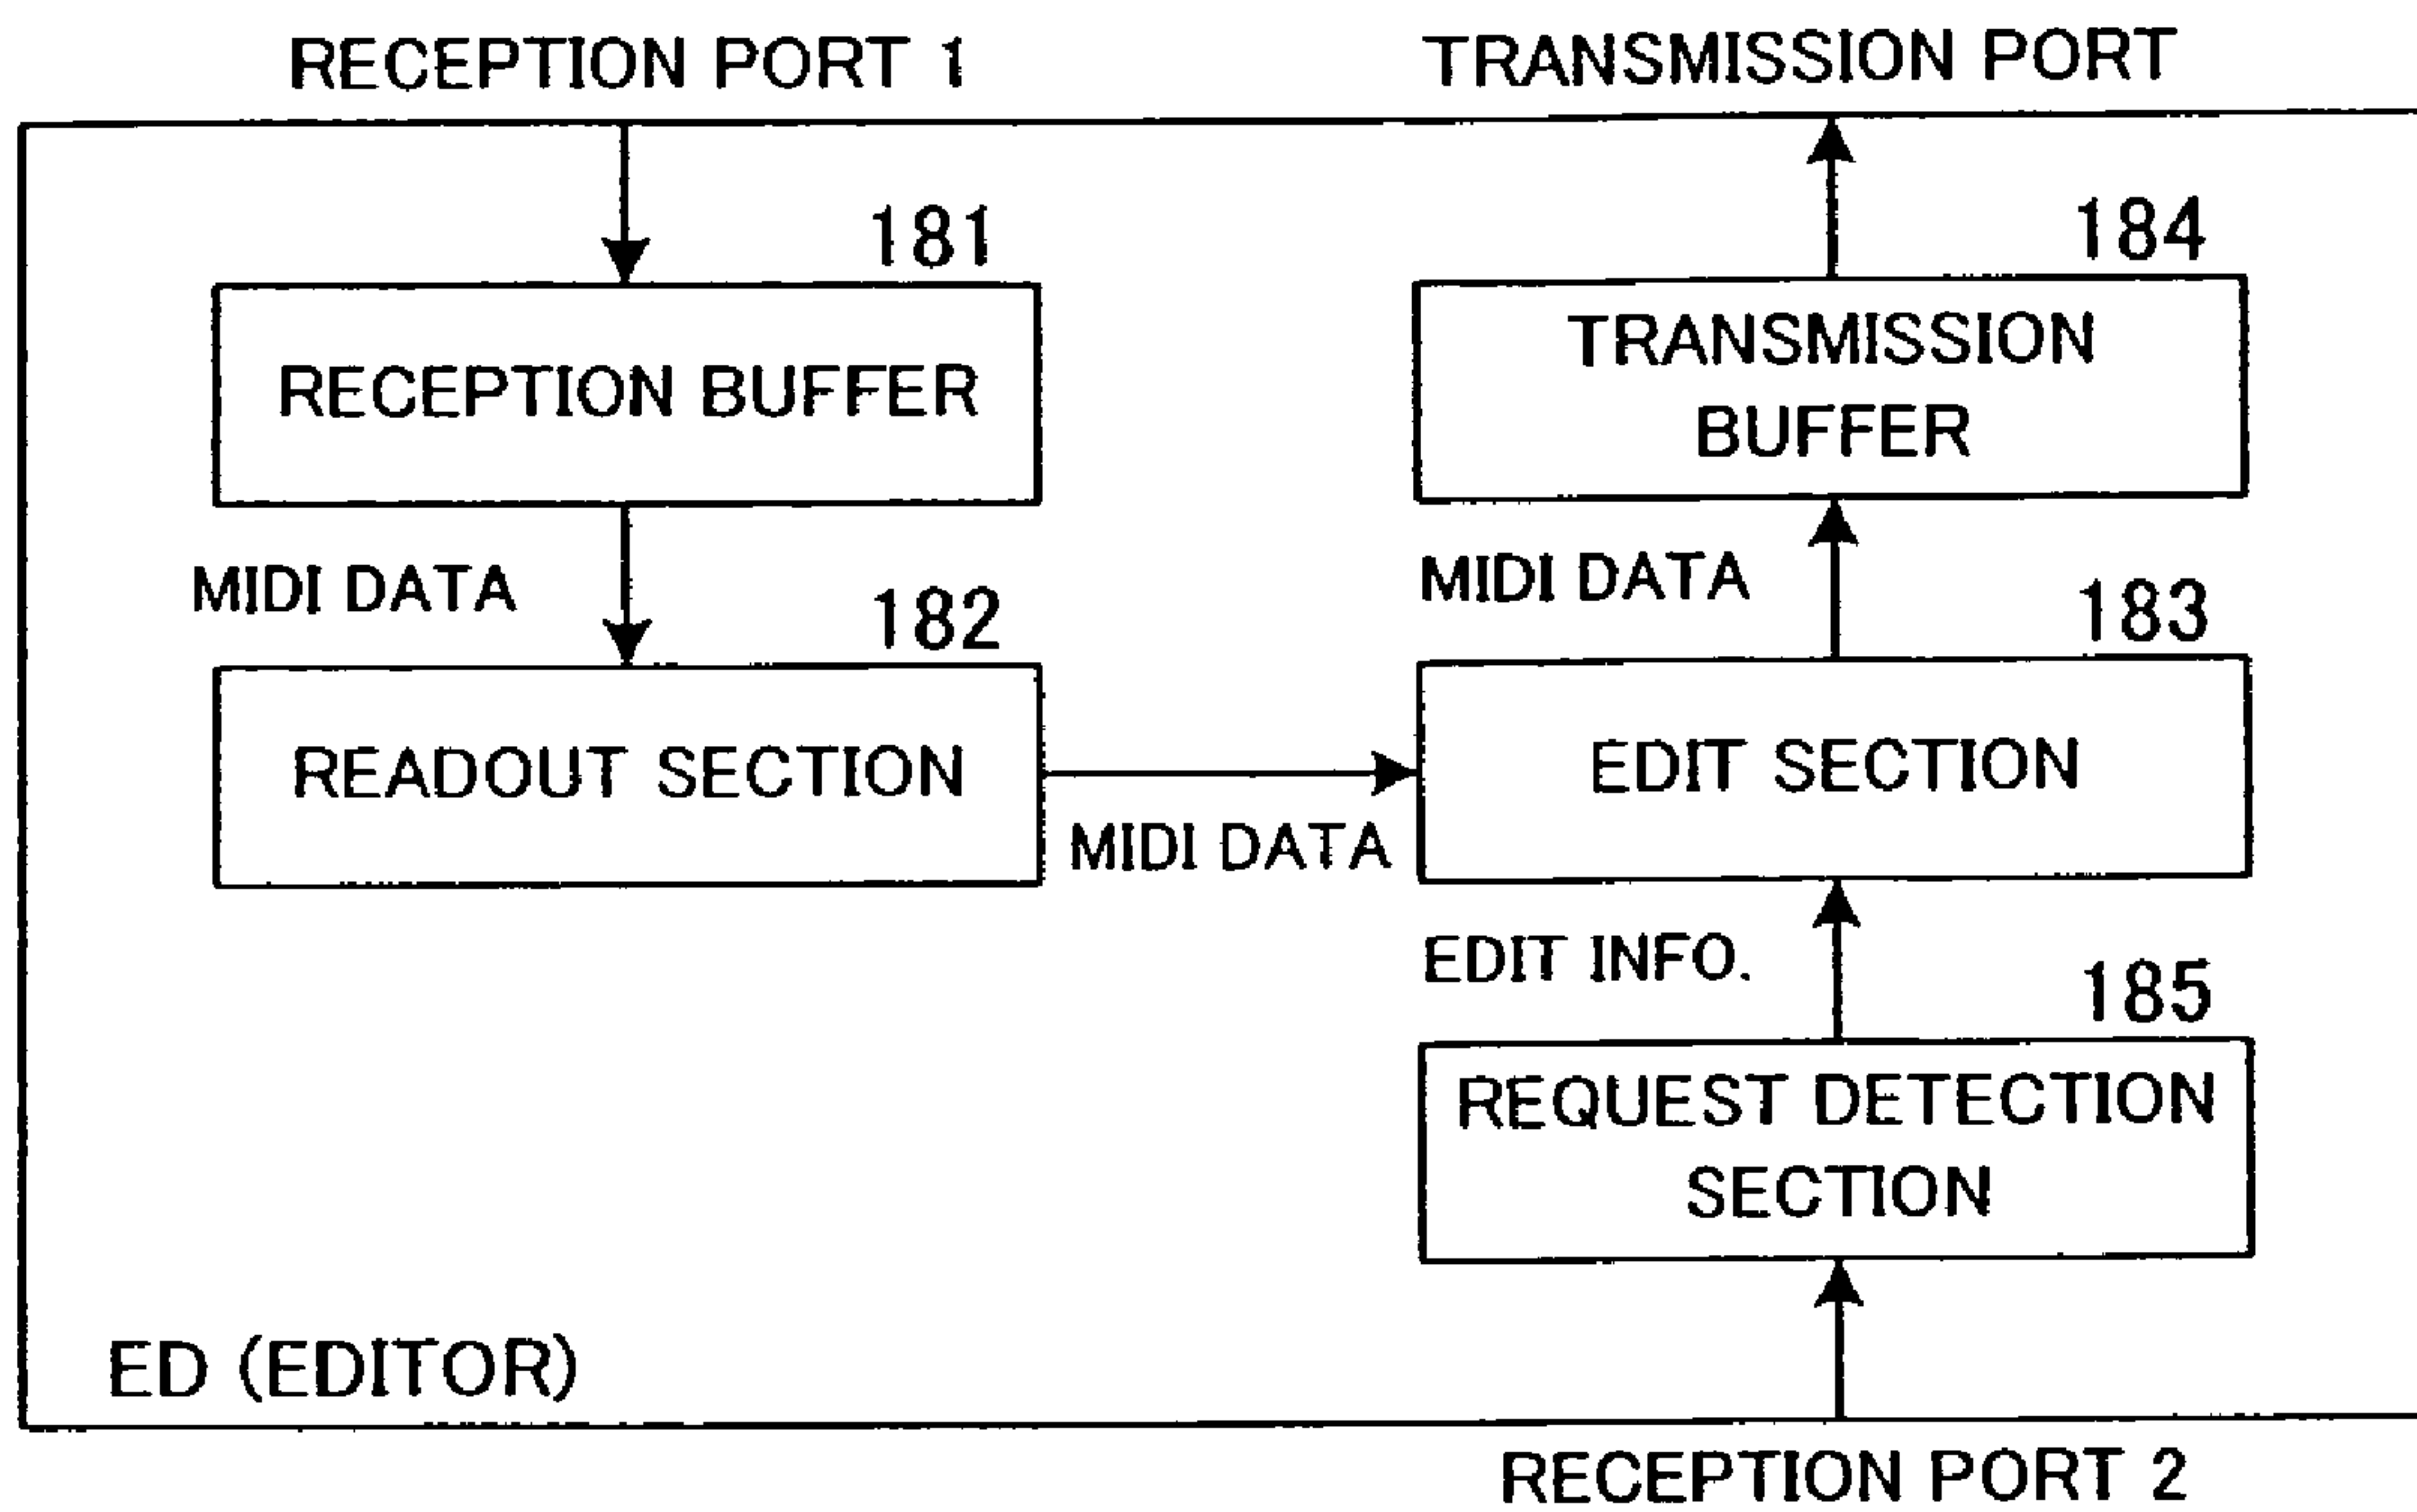 RECEPTION PORT 1
TRANSMISSION PORT
181
184
RECEPTION BUFFER
TRANSMISSION
BUFFER
MIDI DATA
MIDI DATA
182
183
READOUT SECTION
EDIT SECTION
MIDI DATA
EDIT INFO.
185
REQUEST DETECTION
SECTION
ED (EDITOR)
RECEPTION PORT 2